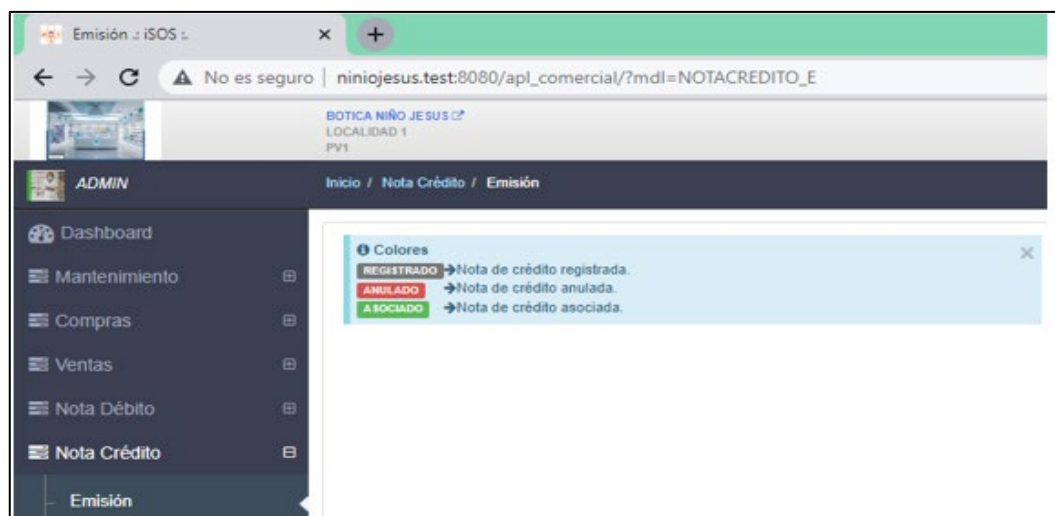 Emisión .: iSOS :.
No es seguro | niniojesus.test:8080/apl_comercial/?mdl=NOTACREDITO_E
BOTICA NIÑO JESUS
LOCALIDAD 1
PV1
ADMIN
Inicio / Nota Crédito / Emisión
Dashboard
Mantenimiento
Compras
Ventas
Nota Débito
Nota Crédito
Emisión
Colores
REGISTRADO Nota de crédito registrada.
ANULADO Nota de crédito anulada.
ASOCIADO Nota de crédito asociada.